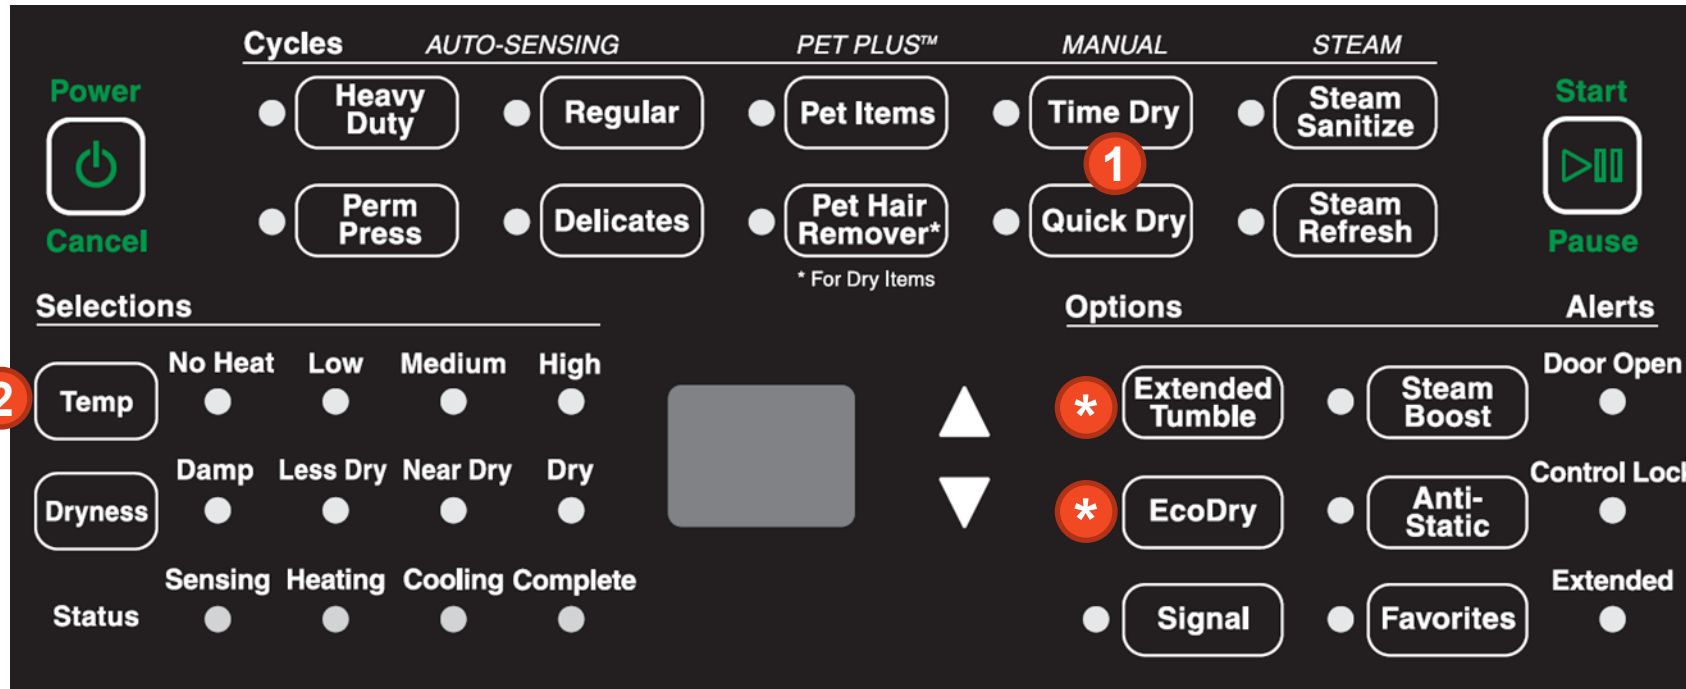 Cycles AUTO-SENSING PET PLUS™ MANUAL STEAM
Power
Cancel
Heavy
Duty
Regular
Pet Items
Time Dry
Steam
Sanitize
Start
Pause
1
Perm
Press
Delicates
Pet Hair
Remover*
Quick Dry
Steam
Refresh
* For Dry Items
Selections
Options
Alerts
2
Temp
No Heat Low Medium High
Dryness
Damp Less Dry Near Dry Dry
Status
Sensing Heating Cooling Complete
*
Extended
Tumble
Steam
Boost
Door Open
*
EcoDry
Anti-
Static
Control Lock
Signal
Favorites
Extended